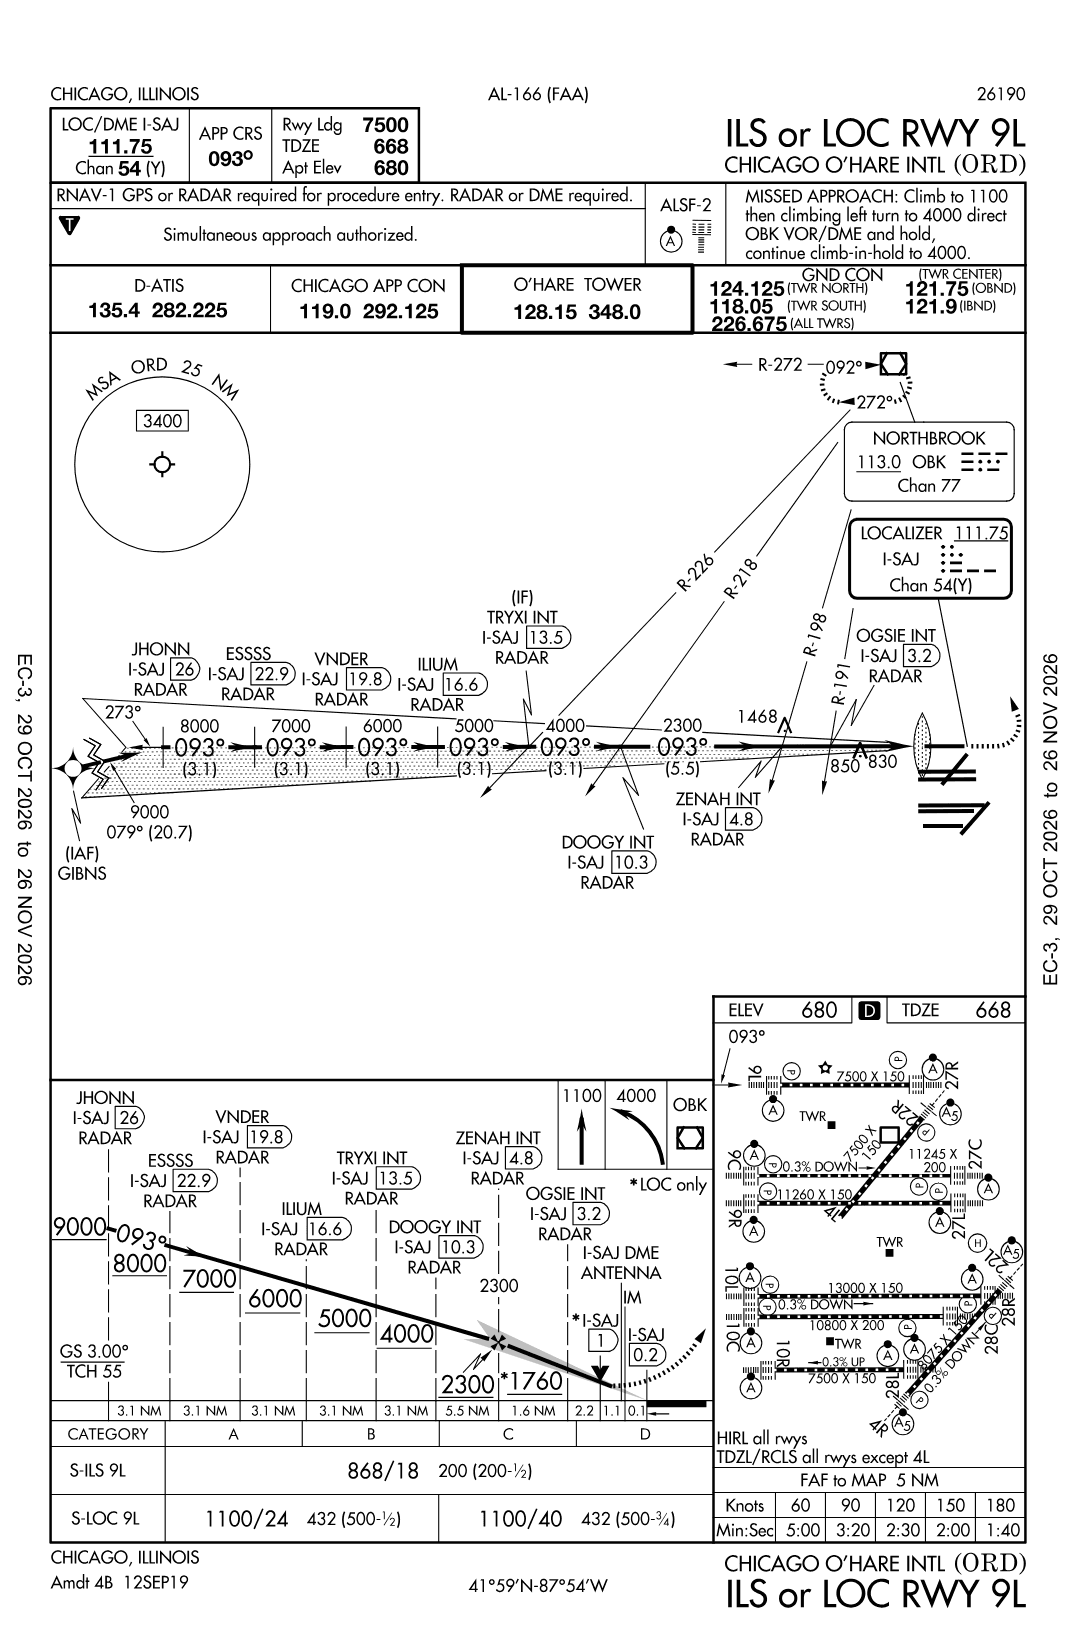 CHICAGO, ILLINOIS
AL-166 (FAA)
26190
LOC/DME I-SAJ
111.75
Chan 54 (Y)
APP CRS
093°
Rwy Ldg 7500
TDZE 668
Apt Elev 680
ILS or LOC RWY 9L
CHICAGO O'HARE INTL (ORD)
RNAV-1 GPS or RADAR required for procedure entry. RADAR or DME required.
T
Simultaneous approach authorized.
ALSF-2
A
MISSED APPROACH: Climb to 1100
then climbing left turn to 4000 direct
OBK VOR/DME and hold,
continue climb-in-hold to 4000.
D-ATIS
135.4 282.225
CHICAGO APP CON
119.0 292.125
O'HARE TOWER
128.15 348.0
GND CON
124.125 (TWR NORTH)
118.05 (TWR SOUTH)
226.675 (ALL TWRS)
(TWR CENTER)
121.75 (OBND)
121.9 (IBND)
MSA ORD 25 NM
3400
R-272
092°
272°
NORTHBROOK
113.0 OBK
Chan 77
LOCALIZER 111.75
I-SAJ
Chan 54(Y)
R-226
R-218
R-198
R-191
(IF)
TRYXI INT
I-SAJ 13.5
RADAR
OGSIE INT
I-SAJ 3.2
RADAR
JHONN
I-SAJ 26
RADAR
ESSSS
I-SAJ 22.9
RADAR
VNDER
I-SAJ 19.8
RADAR
ILIUM
I-SAJ 16.6
RADAR
273°
8000
093°
(3.1)
7000
093°
(3.1)
6000
093°
(3.1)
5000
093°
(3.1)
4000
093°
(3.1)
2300
093°
(5.5)
1468
850
830
9000
079° (20.7)
(IAF)
GIBNS
ZENAH INT
I-SAJ 4.8
RADAR
DOOGY INT
I-SAJ 10.3
RADAR
EC-3, 29 OCT 2026 to 26 NOV 2026
EC-3, 29 OCT 2026 to 26 NOV 2026
ELEV 680
D
TDZE 668
093°
9L
7500 X 150
27R
P
P
A
A
TWR
22R
A5
P
7500 X
150
4L
9C
A
P
0.3% DOWN
11245 X
200
27C
P
A
9R
P
A
11260 X 150
P
27L
A
TWR
H
22L
A5
10L
A
P
13000 X 150
A
28R
P
0.3% DOWN
P
10C
A
10800 X 200
P
28C
P
TWR
10R
A
0.3% UP
7500 X 150
A
A
28L
8075 X 150
0.3% DOWN
P
4R
A5
HIRL all rwys
TDZL/RCLS all rwys except 4L
FAF to MAP 5 NM
Knots 60 90 120 150 180
Min:Sec 5:00 3:20 2:30 2:00 1:40
JHONN
I-SAJ 26
RADAR
ESSSS
I-SAJ 22.9
RADAR
VNDER
I-SAJ 19.8
RADAR
ILIUM
I-SAJ 16.6
RADAR
TRYXI INT
I-SAJ 13.5
RADAR
DOOGY INT
I-SAJ 10.3
RADAR
ZENAH INT
I-SAJ 4.8
RADAR
OGSIE INT
I-SAJ 3.2
RADAR
1100
4000
OBK
*LOC only
I-SAJ DME
ANTENNA
IM
*I-SAJ
1
I-SAJ
0.2
2300
9000
093°
8000
7000
6000
5000
4000
2300
*1760
GS 3.00°
TCH 55
3.1 NM
3.1 NM
3.1 NM
3.1 NM
3.1 NM
5.5 NM
1.6 NM
2.2
1.1
0.1
CATEGORY A B C D
S-ILS 9L 868/18 200 (200-½)
S-LOC 9L 1100/24 432 (500-½) 1100/40 432 (500-¾)
CHICAGO, ILLINOIS
Amdt 4B 12SEP19
41°59'N-87°54'W
CHICAGO O'HARE INTL (ORD)
ILS or LOC RWY 9L